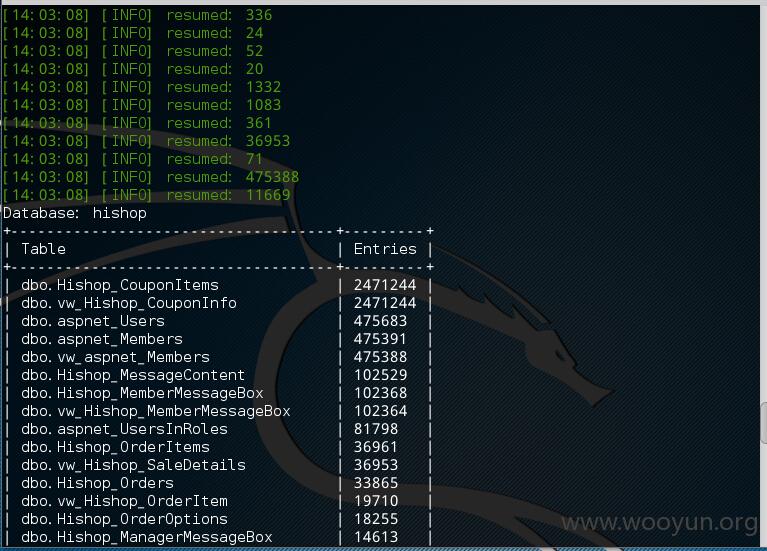 [14:03:08] [INFO] resumed: 336
[14:03:08] [INFO] resumed: 24
[14:03:08] [INFO] resumed: 52
[14:03:08] [INFO] resumed: 20
[14:03:08] [INFO] resumed: 1332
[14:03:08] [INFO] resumed: 1083
[14:03:08] [INFO] resumed: 361
[14:03:08] [INFO] resumed: 36953
[14:03:08] [INFO] resumed: 71
[14:03:08] [INFO] resumed: 475388
[14:03:08] [INFO] resumed: 11669
Database: hishop
+-----------------------------------+---------+
| Table | Entries |
+-----------------------------------+---------+
| dbo.Hishop_CouponItems | 2471244 |
| dbo.vw_Hishop_CouponInfo | 2471244 |
| dbo.aspnet_Users | 475683 |
| dbo.aspnet_Members | 475391 |
| dbo.vw_aspnet_Members | 475388 |
| dbo.Hishop_MessageContent | 102529 |
| dbo.Hishop_MemberMessageBox | 102368 |
| dbo.vw_Hishop_MemberMessageBox | 102364 |
| dbo.aspnet_UsersInRoles | 81798 |
| dbo.Hishop_OrderItems | 36961 |
| dbo.vw_Hishop_SaleDetails | 36953 |
| dbo.Hishop_Orders | 33865 |
| dbo.vw_Hishop_OrderItem | 19710 |
| dbo.Hishop_OrderOptions | 18255 |
| dbo.Hishop_ManagerMessageBox | 14613 |
www.wooyun.org